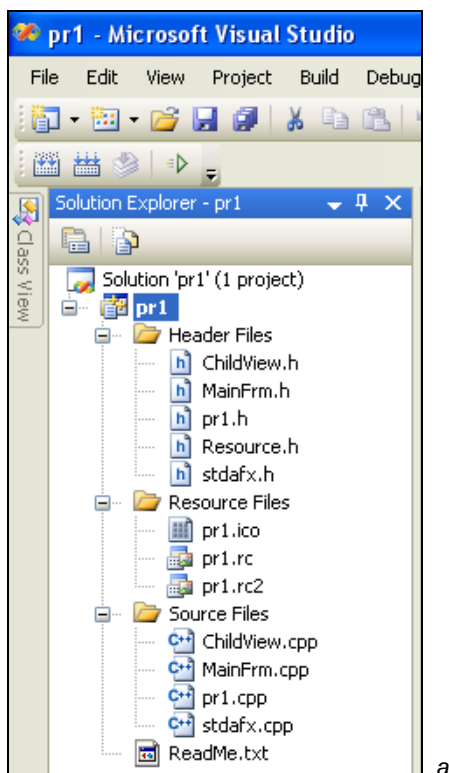 pr1 - Microsoft Visual Studio
File Edit View Project Build Debug
Class View
Solution Explorer - pr1
Solution 'pr1' (1 project)
pr1
Header Files
h ChildView.h
h MainFrm.h
h pr1.h
h Resource.h
h stdafx.h
Resource Files
pr1.ico
pr1.rc
pr1.rc2
Source Files
C++ ChildView.cpp
C++ MainFrm.cpp
C++ pr1.cpp
C++ stdafx.cpp
ReadMe.txt
a